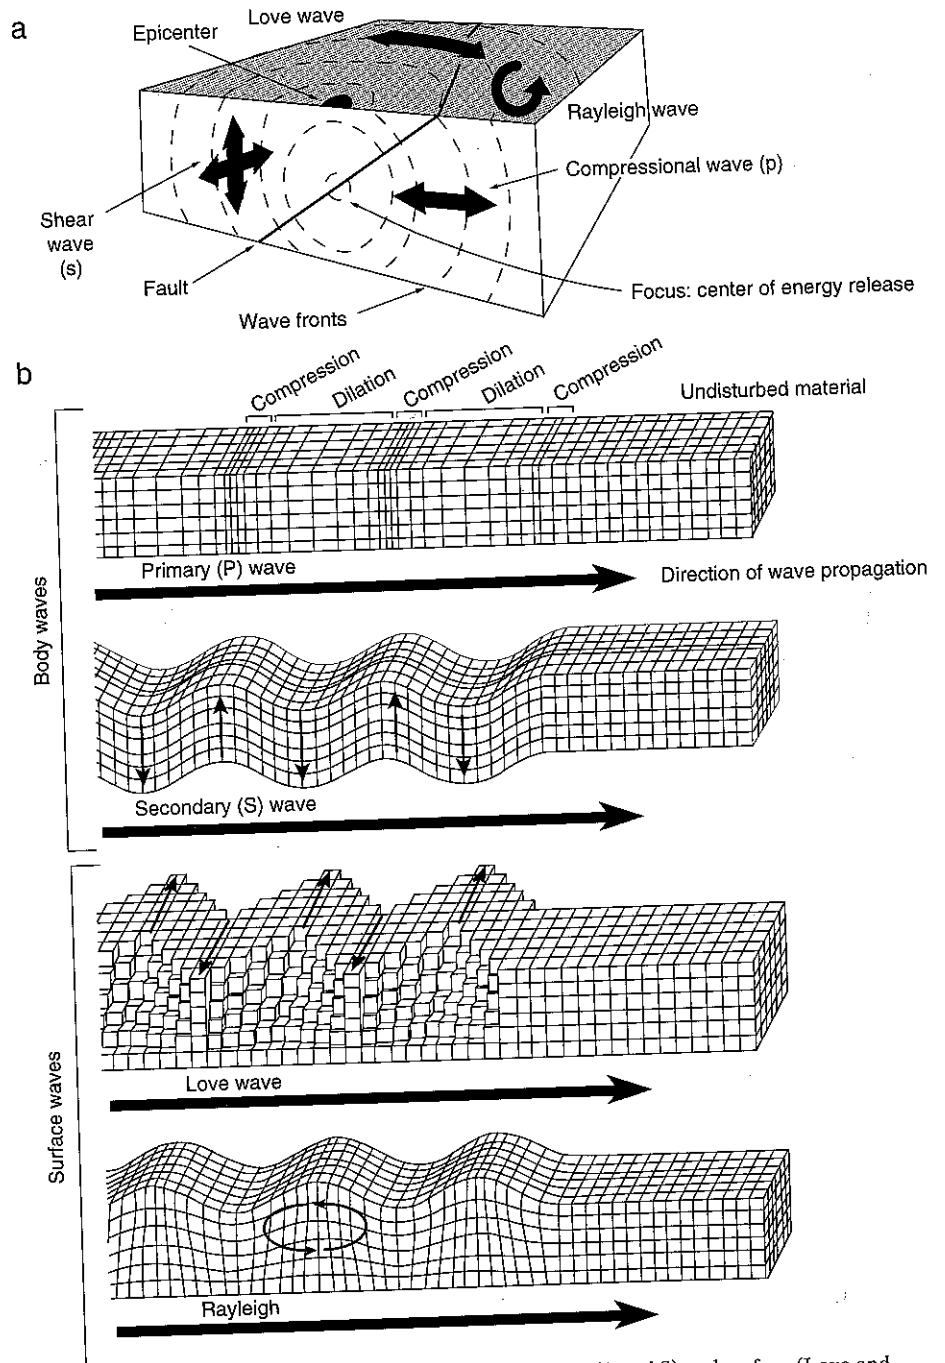 a
Love wave
Epicenter
Rayleigh wave
Compressional wave (p)
Shear
wave
(s)
Fault
Focus: center of energy release
Wave fronts
b
Compression
Dilation
Compression
Dilation
Compression
Undisturbed material
Body waves
Primary (P) wave
Direction of wave propagation
Secondary (S) wave
Surface waves
Love wave
Rayleigh